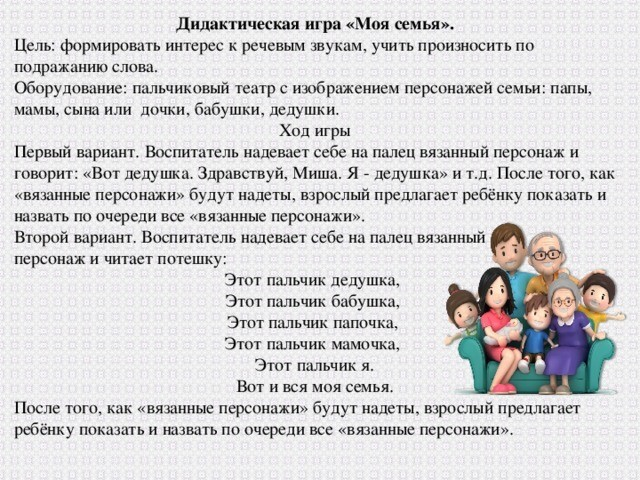 Дидактическая игра «Моя семья».
Цель: формировать интерес к речевым звукам, учить произносить по
подражанию слова.
Оборудование: пальчиковый театр с изображением персонажей семьи: папы,
мамы, сына или дочки, бабушки, дедушки.
Ход игры
Первый вариант. Воспитатель надевает себе на палец вязанный персонаж и
говорит: «Вот дедушка. Здравствуй, Миша. Я - дедушка» и т.д. После того, как
«вязанные персонажи» будут надеты, взрослый предлагает ребёнку показать и
назвать по очереди все «вязанные персонажи».
Второй вариант. Воспитатель надевает себе на палец вязанный
персонаж и читает потешку:
Этот пальчик дедушка,
Этот пальчик бабушка,
Этот пальчик папочка,
Этот пальчик мамочка,
Этот пальчик я.
Вот и вся моя семья.
После того, как «вязанные персонажи» будут надеты, взрослый предлагает
ребёнку показать и назвать по очереди все «вязанные персонажи».